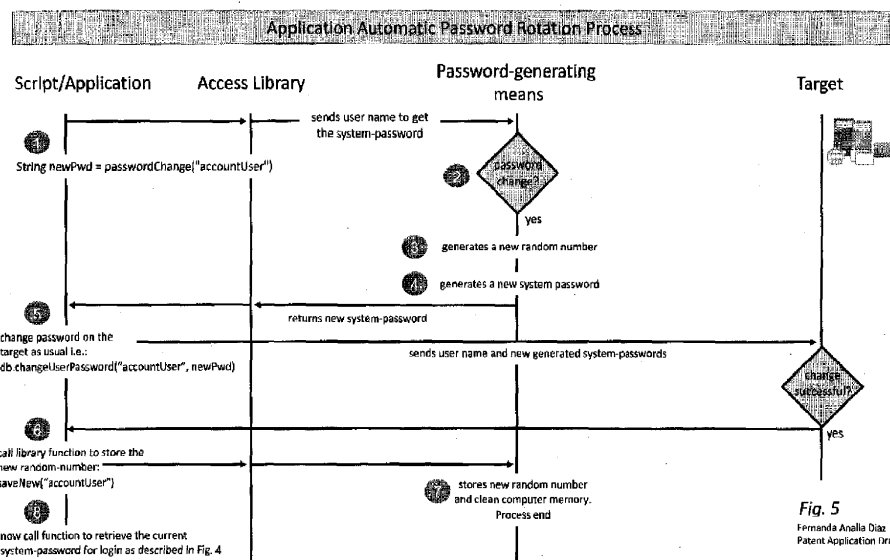 Application Automatic Password Rotation Process
Script/Application
Access Library
Password-generating
means
Target
sends user name to get
the system-password
1
String newPwd = passwordChange("accountUser")
2
password
change?
yes
3
generates a new random number
4
generates a new system password
5
returns new system-password
change password on the
target as usual i.e.:
db.changeUserPassword("accountUser", newPwd)
sends user name and new generated system-passwords
change
successful?
yes
6
call library function to store the
new random-number:
saveNew("accountUser")
7
stores new random number
and clean computer memory.
Process end
8
now call function to retrieve the current
system-password for login as described in Fig. 4
Fig. 5
Fernanda Analia Diaz
Patent Application